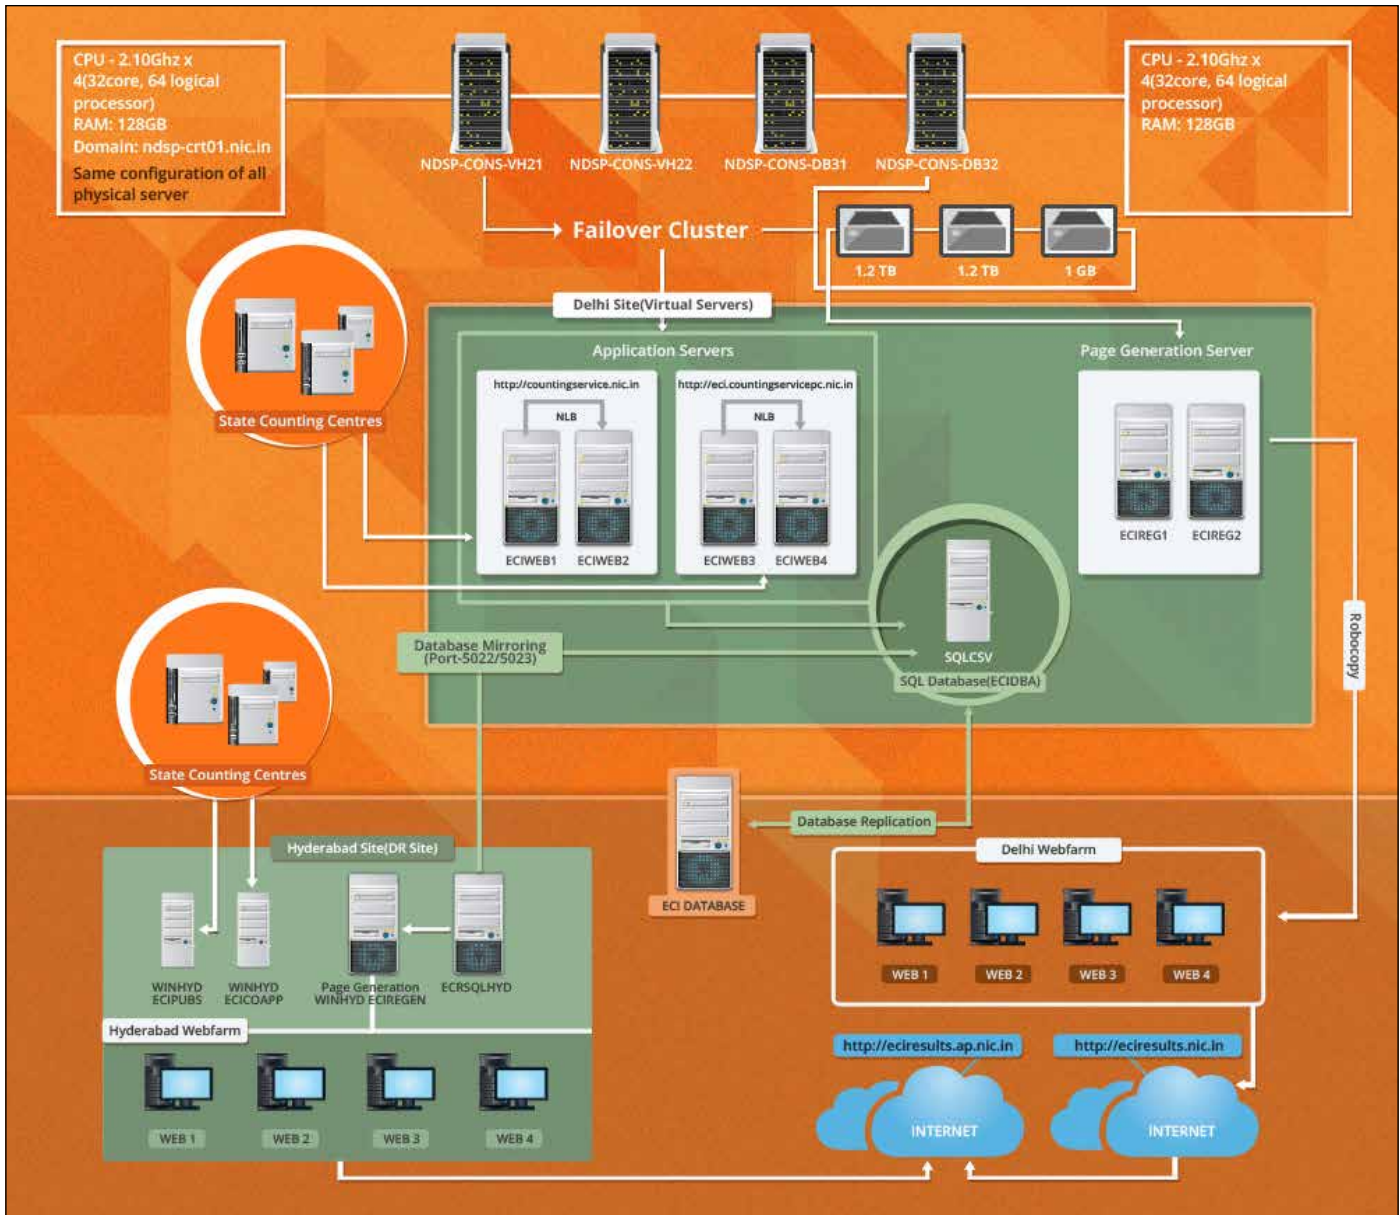 CPU - 2.10Ghz x
4(32core, 64 logical
processor)
RAM: 128GB
Domain: ndsp-crt01.nic.in
Same configuration of all
physical server
NDSP-CONS-VH21
NDSP-CONS-VH22
NDSP-CONS-DB31
NDSP-CONS-DB32
CPU - 2.10Ghz x
4(32core, 64 logical
processor)
RAM: 128GB
Failover Cluster
1.2 TB
1.2 TB
1 GB
Delhi Site(Virtual Servers)
Application Servers
Page Generation Server
http://countingservice.nic.in
NLB
ECIWEB1
ECIWEB2
http://eci.countingservicepc.nic.in
NLB
ECIWEB3
ECIWEB4
ECIREG1
ECIREG2
State Counting Centres
SQLCSV
SQL Database(ECIDBA)
Database Mirroring
(Port-5022/5023)
Robocopy
State Counting Centres
Database Replication
ECI DATABASE
Hyderabad Site(DR Site)
WINHYD
ECIPUBS
WINHYD
ECICOAPP
Page Generation
WINHYD ECIREGEN
ECRSQLHYD
Hyderabad Webfarm
WEB 1
WEB 2
WEB 3
WEB 4
Delhi Webfarm
WEB 1
WEB 2
WEB 3
WEB 4
http://eciresults.ap.nic.in
http://eciresults.nic.in
INTERNET
INTERNET